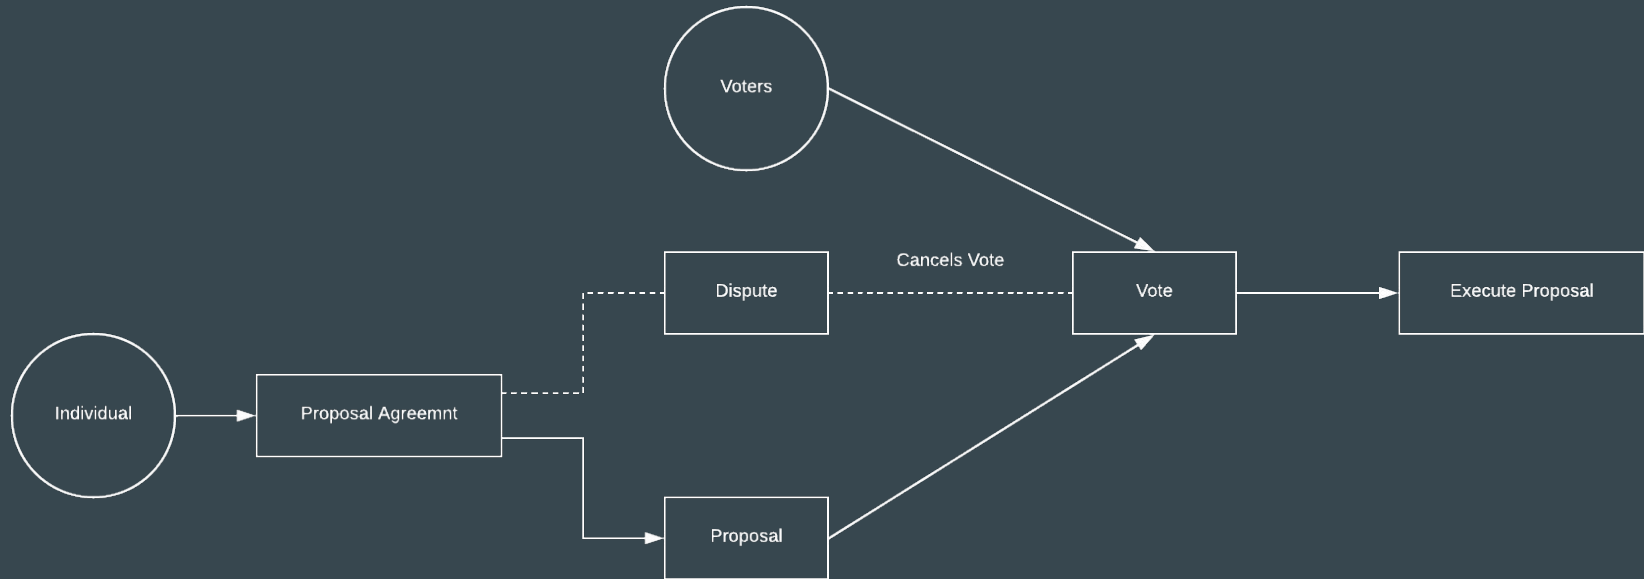 Voters
Cancels Vote
Dispute
Vote
Execute Proposal
Individual
Proposal Agreemnt
Proposal